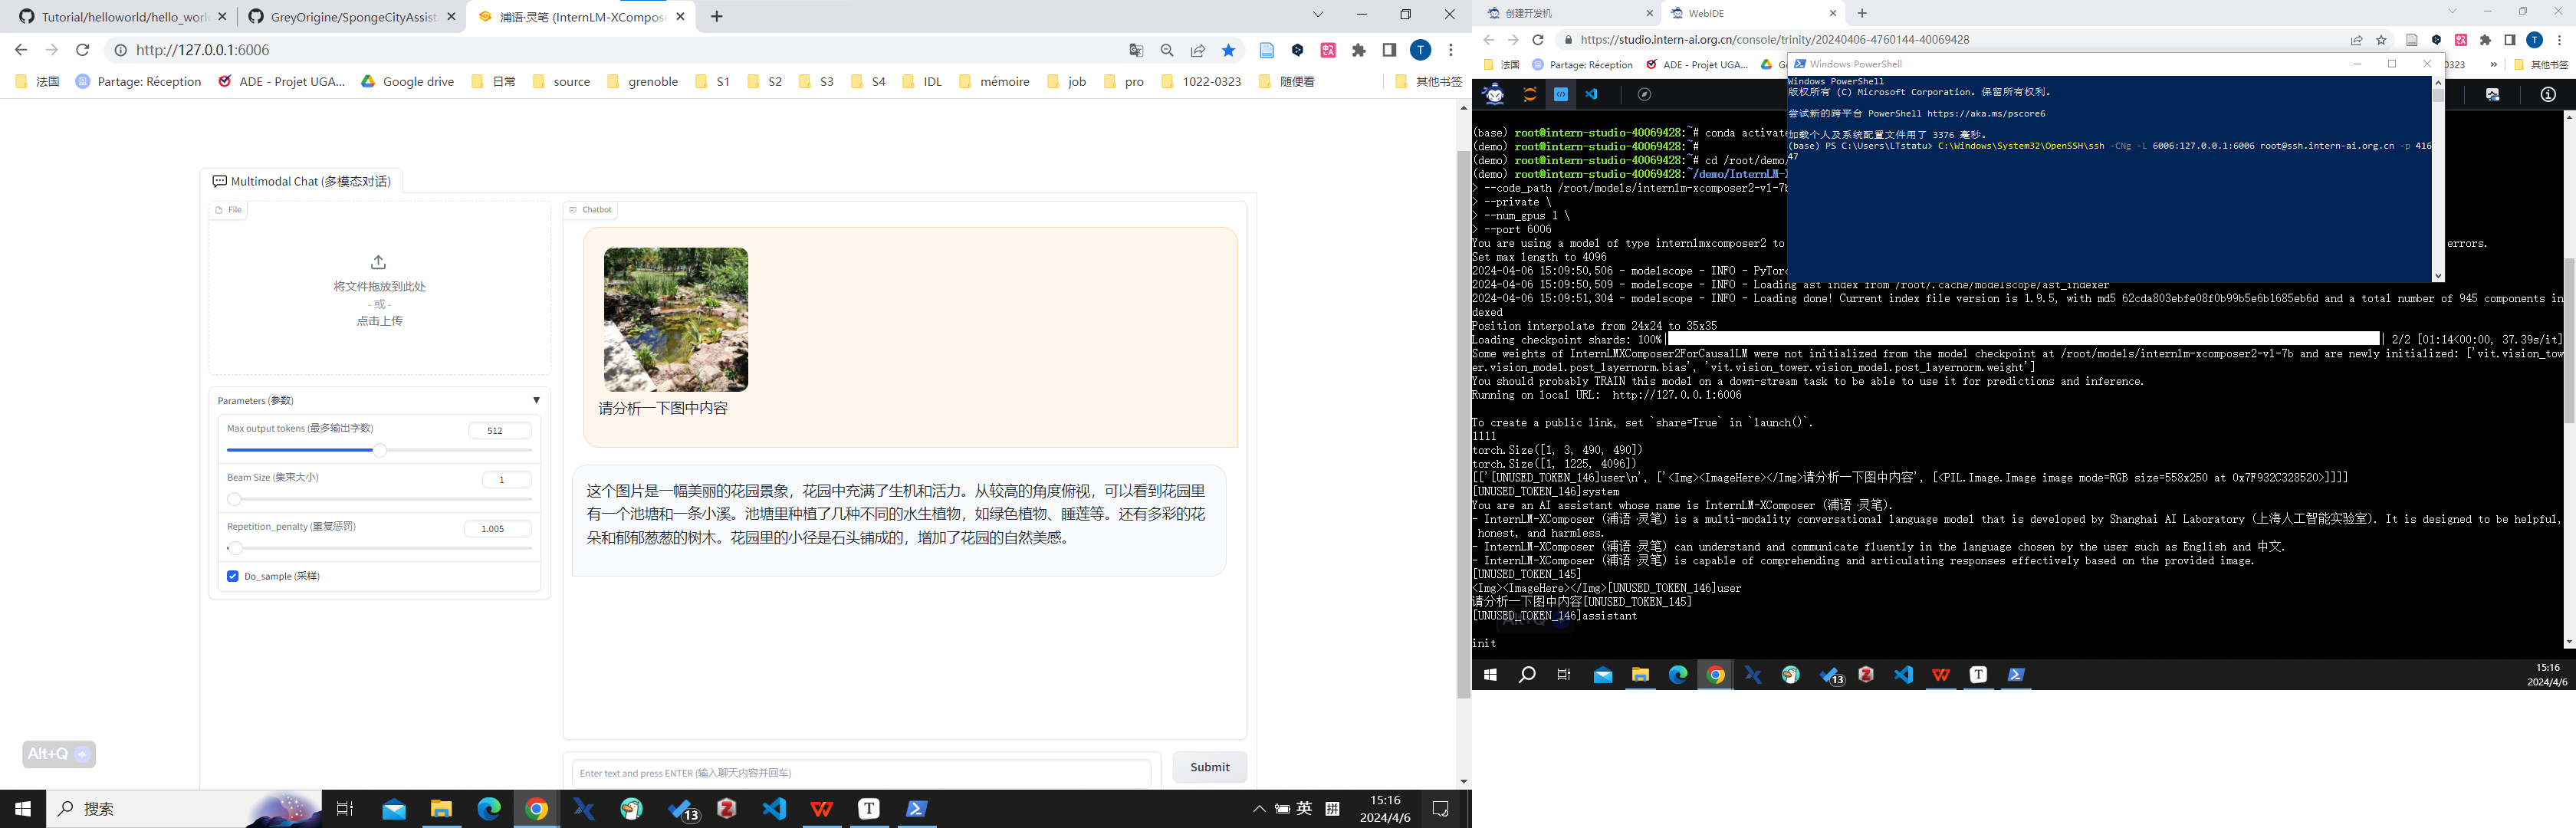 Tutorial/helloworld/hello_worl
GreyOrigine/SpongeCityAssist
浦语·灵笔 (InternLM-XCompose
http://127.0.0.1:6006
法国
Partage: Réception
ADE - Projet UGA...
Google drive
日常
source
grenoble
S1
S2
S3
S4
IDL
mémoire
job
pro
1022-0323
随便看
其他书签
Multimodal Chat (多模态对话)
File
将文件拖放到此处
- 或 -
点击上传
Parameters (参数)
Max output tokens (最多输出字数)
512
Beam Size (集束大小)
1
Repetition_penalty (重复惩罚)
1.005
Do_sample (采样)
Chatbot
请分析一下图中内容
这个图片是一幅美丽的花园景象，花园中充满了生机和活力。从较高的角度俯视，可以看到花园里
有一个池塘和一条小溪。池塘里种植了几种不同的水生植物，如绿色植物、睡莲等。还有多彩的花
朵和郁郁葱葱的树木。花园里的小径是石头铺成的，增加了花园的自然美感。
Enter text and press ENTER (输入聊天内容并回车)
Submit
Alt+Q
搜索
13
英
拼
15:16
2024/4/6
创建开发机
WebIDE
https://studio.intern-ai.org.cn/console/trinity/20240406-4760144-40069428
法国
Partage: Réception
ADE - Projet UGA...
Go
0323
其他书签
Windows PowerShell
Windows PowerShell
版权所有 (C) Microsoft Corporation。保留所有权利。
尝试新的跨平台 PowerShell https://aka.ms/pscore6
加载个人及系统配置文件用了 3376 毫秒。
(base) PS C:\Users\LTstatu> C:\Windows\System32\OpenSSH\ssh -CNg -L 6006:127.0.0.1:6006 root@ssh.intern-ai.org.cn -p 416
47
(base) root@intern-studio-40069428:~# conda activate
(demo) root@intern-studio-40069428:~#
(demo) root@intern-studio-40069428:~# cd /root/demo/
(demo) root@intern-studio-40069428:~/demo/InternLM-X
> --code_path /root/models/internlm-xcomposer2-vl-7b
> --private \
> --num_gpus 1 \
> --port 6006
You are using a model of type internlmxcomposer2 to
errors.
Set max length to 4096
2024-04-06 15:09:50,506 - modelscope - INFO - PyTorc
2024-04-06 15:09:50,509 - modelscope - INFO - Loading ast index from /root/.cache/modelscope/ast_indexer
2024-04-06 15:09:51,304 - modelscope - INFO - Loading done! Current index file version is 1.9.5, with md5 62cda803ebfe08f0b99b5e6b1685eb6d and a total number of 945 components in
dexed
Position interpolate from 24x24 to 35x35
Loading checkpoint shards: 100%| | 2/2 [01:14<00:00, 37.39s/it]
Some weights of InternLMXComposer2ForCausalLM were not initialized from the model checkpoint at /root/models/internlm-xcomposer2-vl-7b and are newly initialized: ['vit.vision_tow
er.vision_model.post_layernorm.bias', 'vit.vision_tower.vision_model.post_layernorm.weight']
You should probably TRAIN this model on a down-stream task to be able to use it for predictions and inference.
Running on local URL:  http://127.0.0.1:6006
To create a public link, set `share=True` in `launch()`.
1111
torch.Size([1, 3, 490, 490])
torch.Size([1, 1225, 4096])
[['[UNUSED_TOKEN_146]user\n', ['<Img><ImageHere></Img>请分析一下图中内容', [<PIL.Image.Image image mode=RGB size=558x250 at 0x7F932C328520>]]]]
[UNUSED_TOKEN_146]system
You are an AI assistant whose name is InternLM-XComposer (浦语·灵笔).
- InternLM-XComposer (浦语·灵笔) is a multi-modality conversational language model that is developed by Shanghai AI Laboratory (上海人工智能实验室). It is designed to be helpful,
honest, and harmless.
- InternLM-XComposer (浦语·灵笔) can understand and communicate fluently in the language chosen by the user such as English and 中文.
- InternLM-XComposer (浦语·灵笔) is capable of comprehending and articulating responses effectively based on the provided image.
[UNUSED_TOKEN_145]
<Img><ImageHere></Img>[UNUSED_TOKEN_146]user
请分析一下图中内容[UNUSED_TOKEN_145]
[UNUSED_TOKEN_146]assistant
Alt+Q
init
13
15:16
2024/4/6